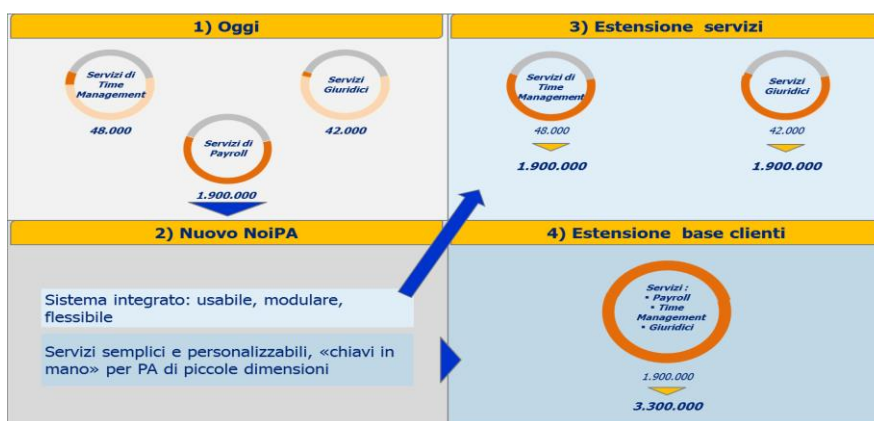 1) Oggi
Servizi di
Time
Management
48.000
Servizi
Giuridici
42.000
Servizi di
Payroll
1.900.000
2) Nuovo NoiPA
Sistema integrato: usabile, modulare,
flessibile
Servizi semplici e personalizzabili, «chiavi in
mano» per PA di piccole dimensioni
3) Estensione servizi
Servizi di
Time
Management
48.000
1.900.000
Servizi
Giuridici
42.000
1.900.000
4) Estensione base clienti
Servizi :
• Payroll
• Time
Management
• Giuridici
1.900.000
3.300.000